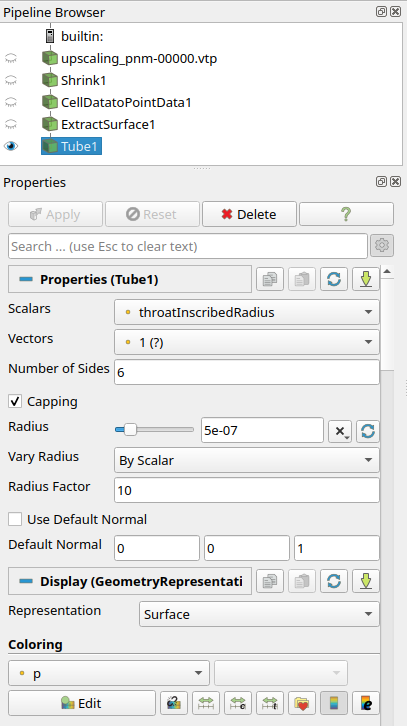 Pipeline Browser
builtin:
upscaling_pnm-00000.vtp
Shrink1
CellDatatoPointData1
ExtractSurface1
Tube1
Properties
Apply Reset Delete ?
Search ... (use Esc to clear text)
Properties (Tube1)
Scalars throatInscribedRadius
Vectors 1 (?)
Number of Sides 6
Capping
Radius 5e-07
Vary Radius By Scalar
Radius Factor 10
Use Default Normal
Default Normal 0 0 1
Display (GeometryRepresentati
Representation Surface
Coloring
p
Edit